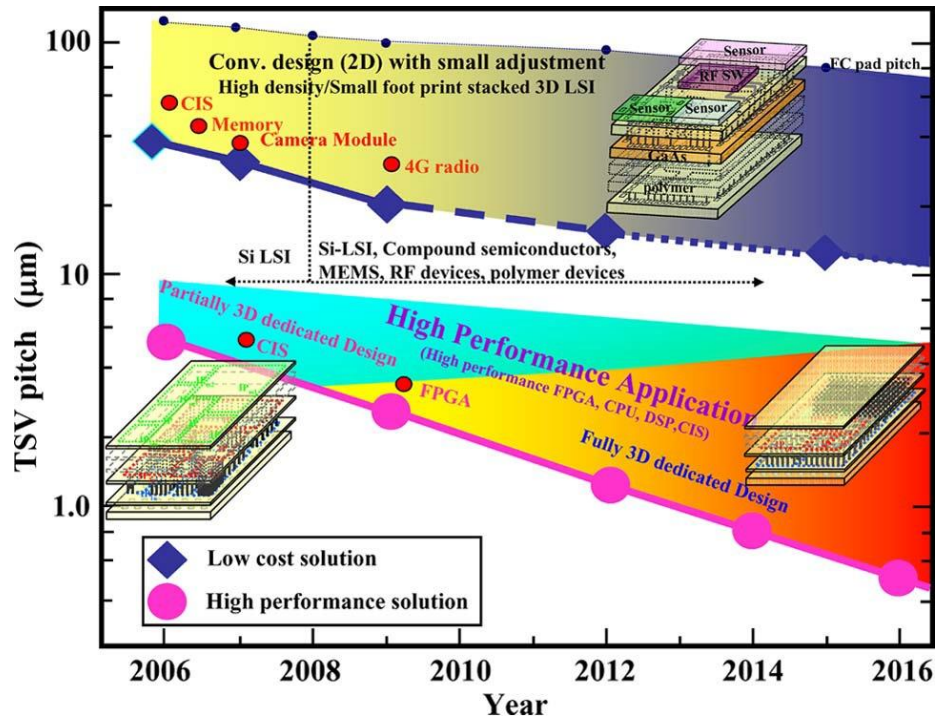 100
10
1.0
TSV pitch (μm)
Conv. design (2D) with small adjustment
High density/Small foot print stacked 3D LSI
CIS
Memory
Camera Module
4G radio
Sensor
RF SW
Sensor
Sensor
GaAs
polymer
FC pad pitch
Si LSI
Si-LSI, Compound semiconductors,
MEMS, RF devices, polymer devices
Partially 3D dedicated Design
CIS
FPGA
High Performance Application
(High performance FPGA, CPU, DSP,CIS)
Fully 3D dedicated Design
Low cost solution
High performance solution
2006
2008
2010
2012
2014
2016
Year